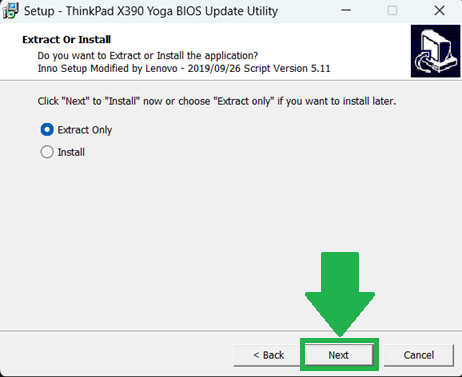 Setup - ThinkPad X390 Yoga BIOS Update Utility
Extract Or Install
Do you want to Extract or Install the application?
Inno Setup Modified by Lenovo - 2019/09/26 Script Version 5.11
Click "Next" to "Install" now or choose "Extract only" if you want to install later.
Extract Only
Install
< Back
Next
Cancel